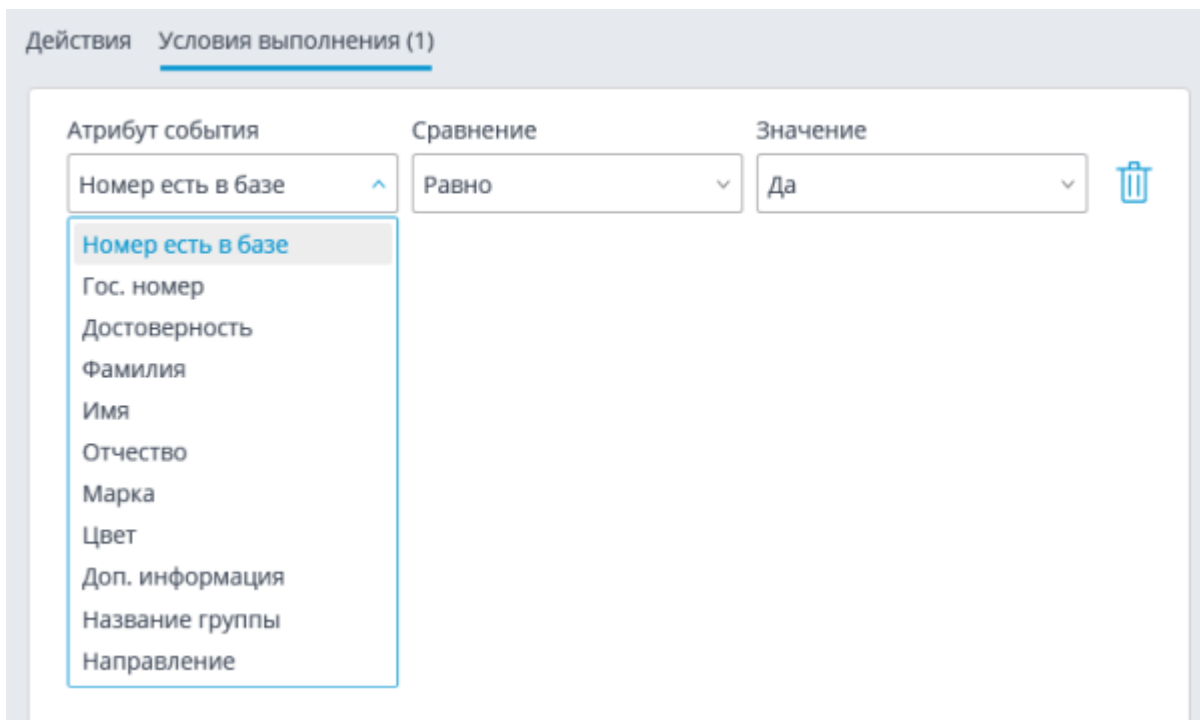 Действия Условия выполнения (1)
Атрибут события Сравнение Значение
Номер есть в базе Равно Да
Номер есть в базе
Гос. номер
Достоверность
Фамилия
Имя
Отчество
Марка
Цвет
Доп. информация
Название группы
Направление